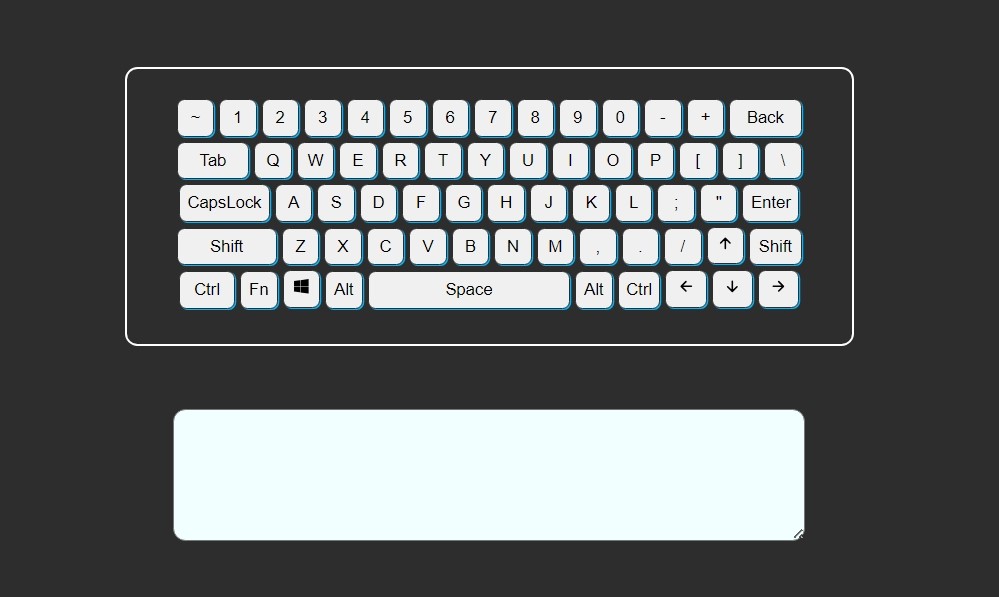 ~ 1 2 3 4 5 6 7 8 9 0 - + Back
Tab Q W E R T Y U I O P [ ] \
CapsLock A S D F G H J K L ; " Enter
Shift Z X C V B N M , . / ↑ Shift
Ctrl Fn Alt Space Alt Ctrl ← ↓ →